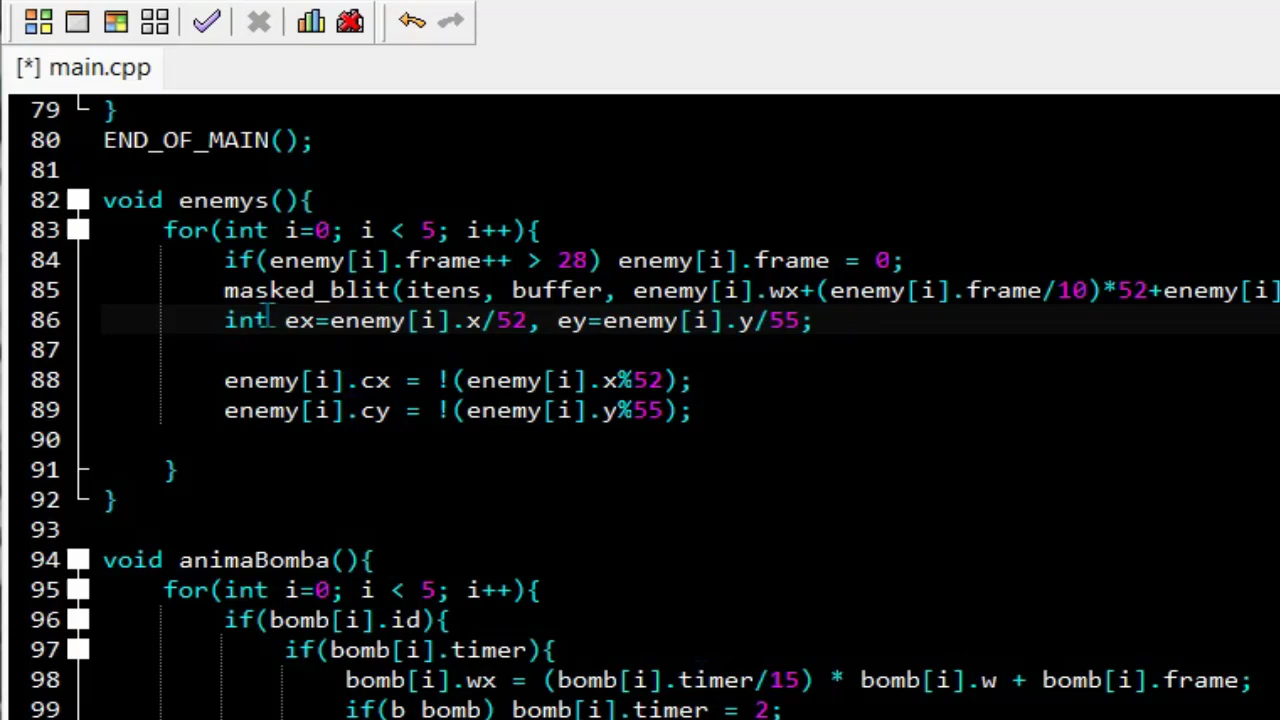 [*] main.cpp
79 }
80 END_OF_MAIN();
81
82 void enemys(){
83 for(int i=0; i < 5; i++){
84 if(enemy[i].frame++ > 28) enemy[i].frame = 0;
85 masked_blit(itens, buffer, enemy[i].wx+(enemy[i].frame/10)*52+enemy[i]
86 int ex=enemy[i].x/52, ey=enemy[i].y/55;
87
88 enemy[i].cx = !(enemy[i].x%52);
89 enemy[i].cy = !(enemy[i].y%55);
90
91 }
92 }
93
94 void animaBomba(){
95 for(int i=0; i < 5; i++){
96 if(bomb[i].id){
97 if(bomb[i].timer){
98 bomb[i].wx = (bomb[i].timer/15) * bomb[i].w + bomb[i].frame;
99 if(b_bomb) bomb[i].timer = 2;